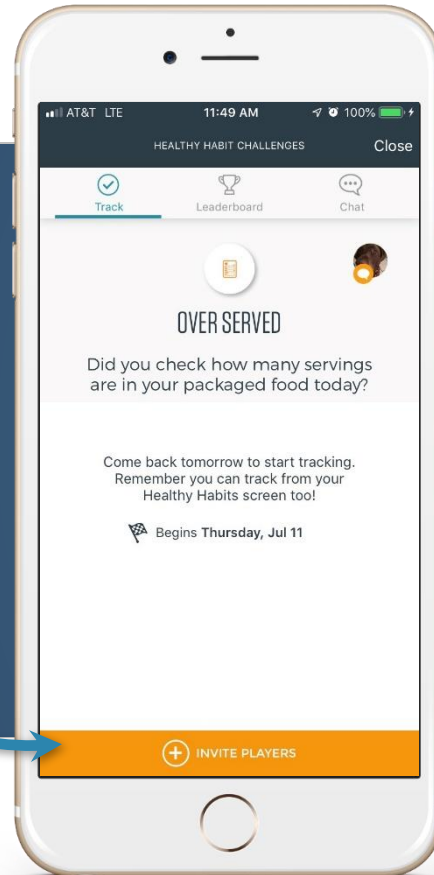 AT&T LTE 11:49 AM 100%
HEALTHY HABIT CHALLENGES Close
Track Leaderboard Chat
OVER SERVED
Did you check how many servings
are in your packaged food today?
Come back tomorrow to start tracking.
Remember you can track from your
Healthy Habits screen too!
Begins Thursday, Jul 11
INVITE PLAYERS